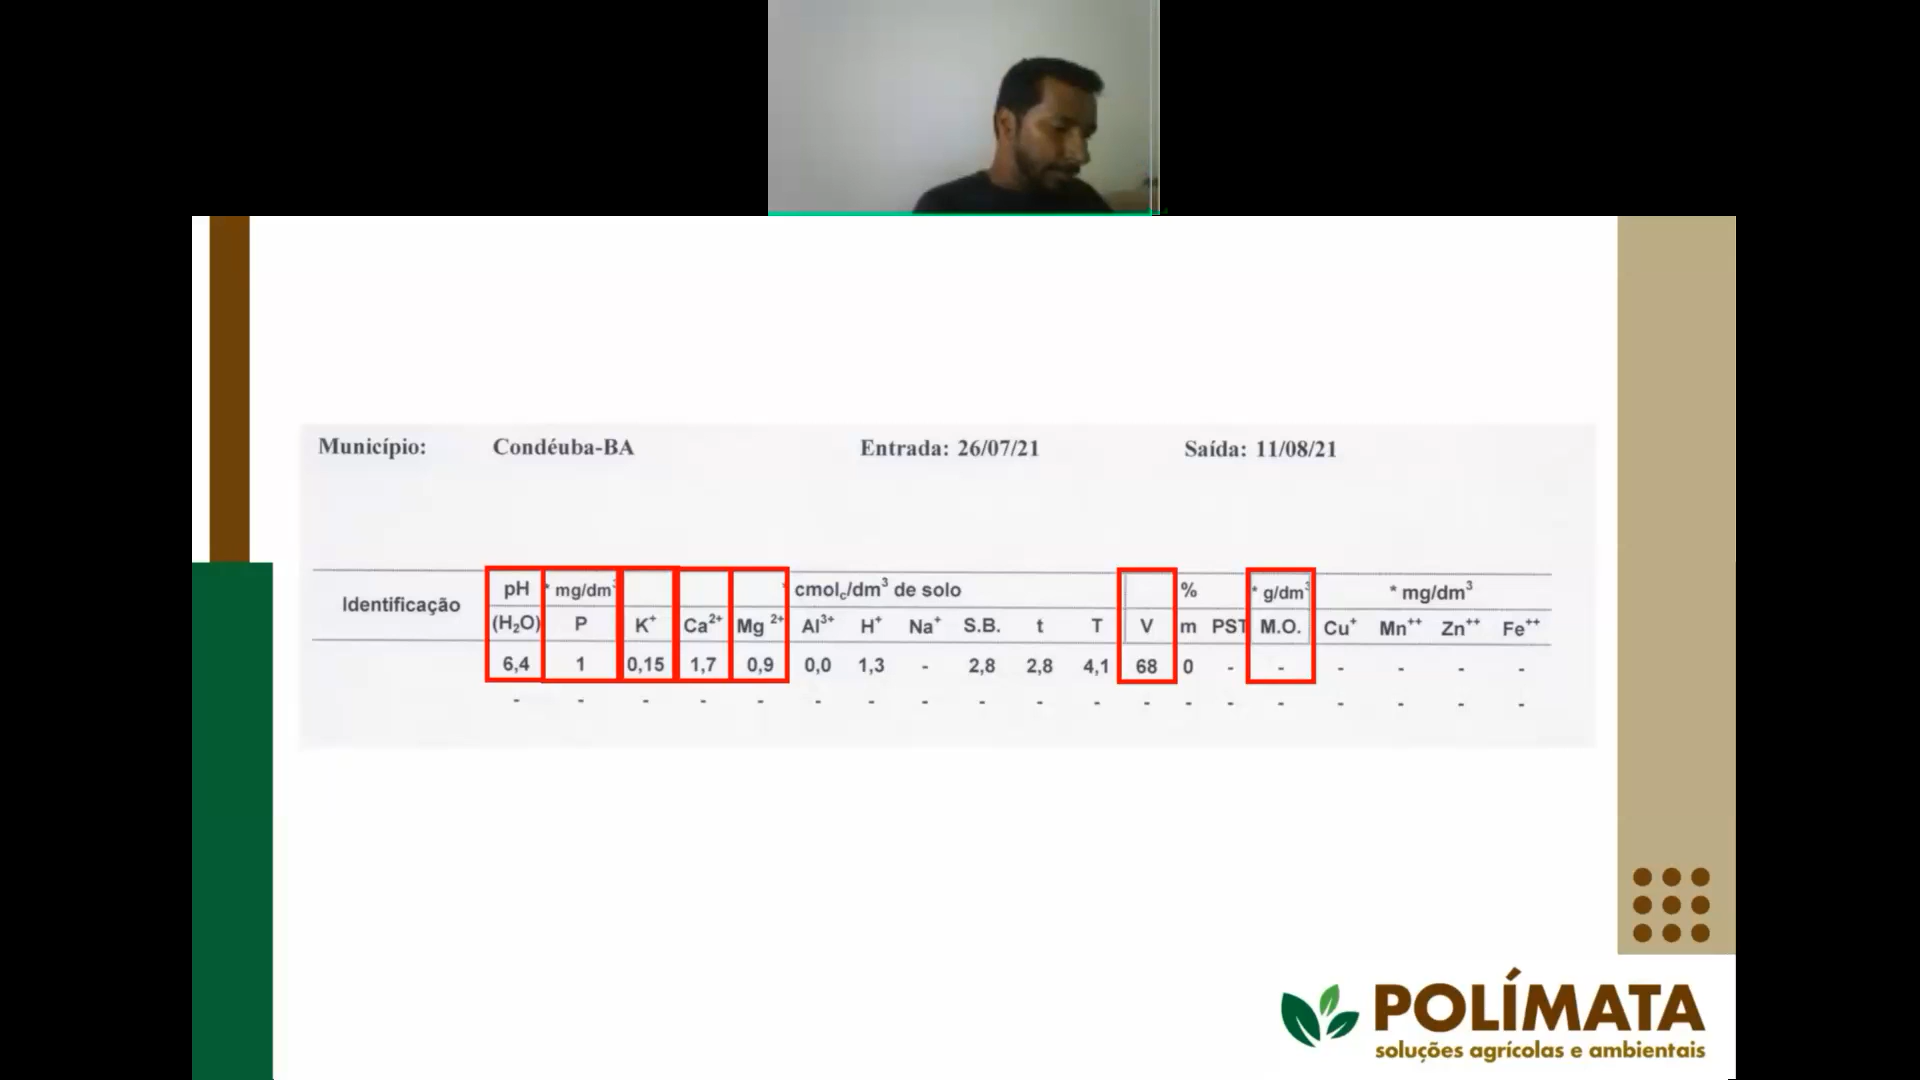 Município: Condéuba-BA Entrada: 26/07/21 Saída: 11/08/21
Identificação pH * mg/dm³ * cmolc/dm³ de solo % * g/dm³ * mg/dm³
(H₂O) P K⁺ Ca²⁺ Mg ²⁺ Al³⁺ H⁺ Na⁺ S.B. t T V m PST M.O. Cu⁺ Mn⁺⁺ Zn⁺⁺ Fe⁺⁺
6,4 1 0,15 1,7 0,9 0,0 1,3 - 2,8 2,8 4,1 68 0 - - - - - -
- - - - - - - - - - - - - - - - - - -
POLÍMATA
soluções agrícolas e ambientais